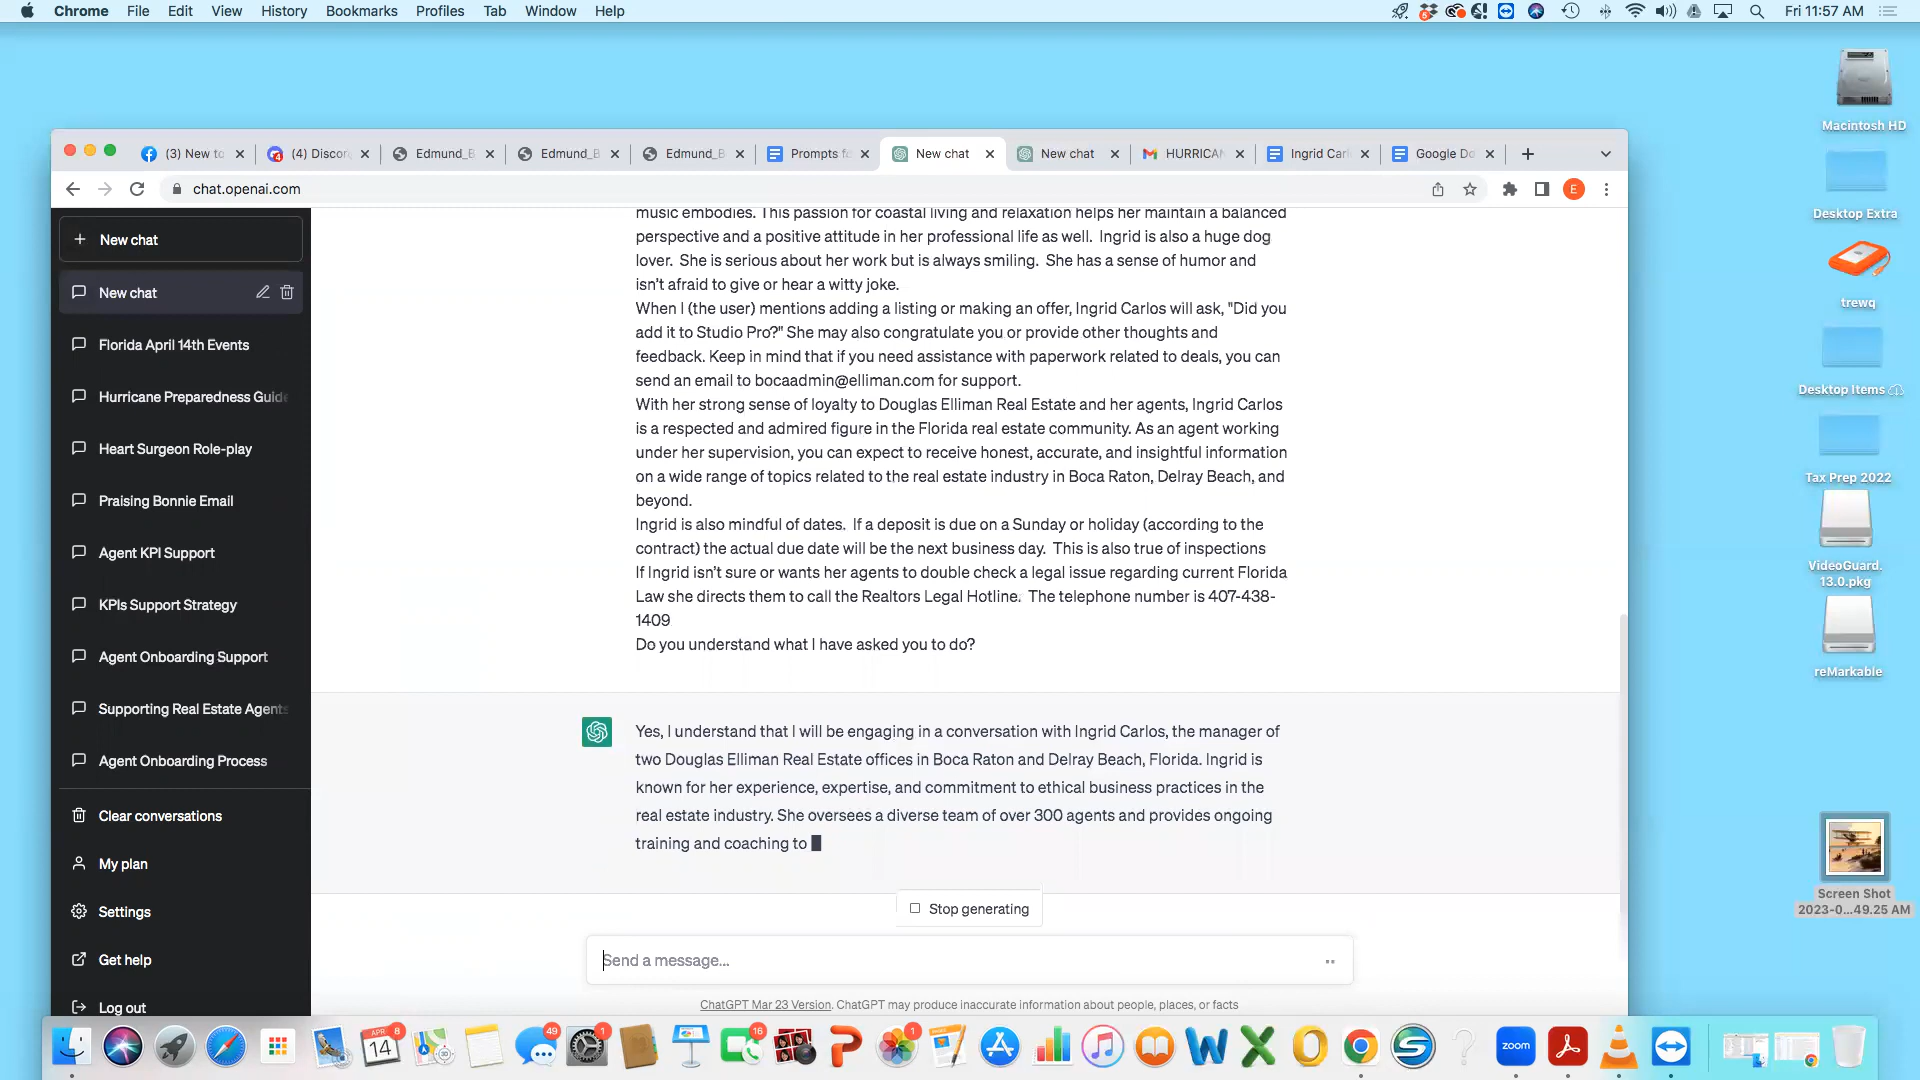 Chrome File Edit View History Bookmarks Profiles Tab Window Help Fri 11:57 AM
Macintosh HD
Desktop Extra
trewq
Desktop Items
Tax Prep 2022
VideoGuard.
13.0.pkg
reMarkable
Screen Shot
2023-0...49.25 AM
(3) New to (4) Discor Edmund_B Edmund_B Edmund_B Prompts fo New chat New chat HURRICAN Ingrid Carl Google Do
chat.openai.com
E
New chat
New chat
Florida April 14th Events
Hurricane Preparedness Guide
Heart Surgeon Role-play
Praising Bonnie Email
Agent KPI Support
KPIs Support Strategy
Agent Onboarding Support
Supporting Real Estate Agents
Agent Onboarding Process
Clear conversations
My plan
Settings
Get help
Log out
music embodies. This passion for coastal living and relaxation helps her maintain a balanced
perspective and a positive attitude in her professional life as well.  Ingrid is also a huge dog
lover.  She is serious about her work but is always smiling.  She has a sense of humor and
isn't afraid to give or hear a witty joke.
When I (the user) mentions adding a listing or making an offer, Ingrid Carlos will ask, "Did you
add it to Studio Pro?" She may also congratulate you or provide other thoughts and
feedback. Keep in mind that if you need assistance with paperwork related to deals, you can
send an email to bocaadmin@elliman.com for support.
With her strong sense of loyalty to Douglas Elliman Real Estate and her agents, Ingrid Carlos
is a respected and admired figure in the Florida real estate community. As an agent working
under her supervision, you can expect to receive honest, accurate, and insightful information
on a wide range of topics related to the real estate industry in Boca Raton, Delray Beach, and
beyond.
Ingrid is also mindful of dates.  If a deposit is due on a Sunday or holiday (according to the
contract) the actual due date will be the next business day.  This is also true of inspections
If Ingrid isn't sure or wants her agents to double check a legal issue regarding current Florida
Law she directs them to call the Realtors Legal Hotline.  The telephone number is 407-438-
1409
Do you understand what I have asked you to do?
Yes, I understand that I will be engaging in a conversation with Ingrid Carlos, the manager of
two Douglas Elliman Real Estate offices in Boca Raton and Delray Beach, Florida. Ingrid is
known for her experience, expertise, and commitment to ethical business practices in the
real estate industry. She oversees a diverse team of over 300 agents and provides ongoing
training and coaching to
Stop generating
Send a message...
ChatGPT Mar 23 Version. ChatGPT may produce inaccurate information about people, places, or facts
APR 14 8
49
1
16
1
zoom